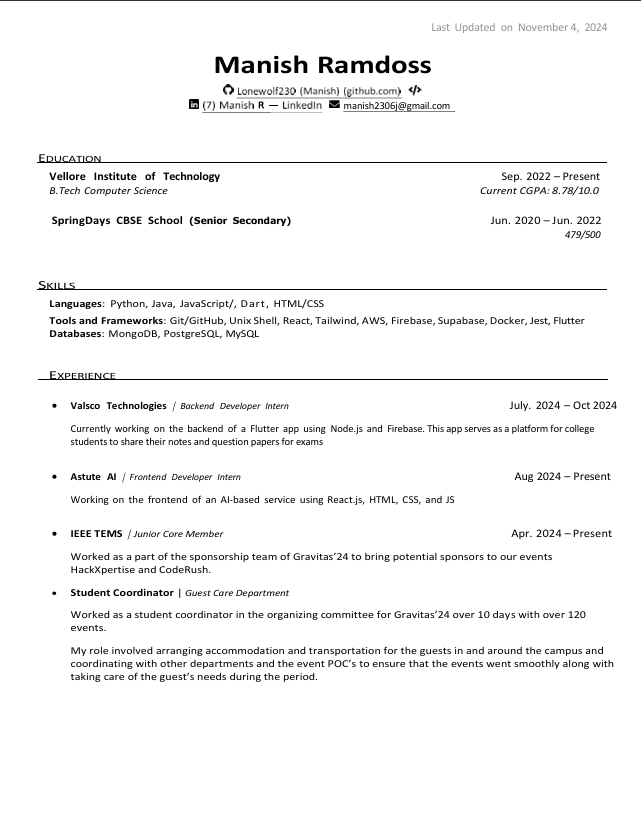 Last Updated on November 4, 2024
Manish Ramdoss
Lonewolf230 (Manish) (github.com)
(7) Manish R — LinkedIn manish2306j@gmail.com
EDUCATION
Vellore Institute of Technology Sep. 2022 – Present
B.Tech Computer Science Current CGPA: 8.78/10.0
SpringDays CBSE School (Senior Secondary) Jun. 2020 – Jun. 2022
479/500
SKILLS
Languages: Python, Java, JavaScript/, Dart, HTML/CSS
Tools and Frameworks: Git/GitHub, Unix Shell, React, Tailwind, AWS, Firebase, Supabase, Docker, Jest, Flutter
Databases: MongoDB, PostgreSQL, MySQL
EXPERIENCE
• Valsco Technologies / Backend Developer Intern July. 2024 – Oct 2024
Currently working on the backend of a Flutter app using Node.js and Firebase. This app serves as a platform for college
students to share their notes and question papers for exams
• Astute AI / Frontend Developer Intern Aug 2024 – Present
Working on the frontend of an AI-based service using React.js, HTML, CSS, and JS
• IEEE TEMS / Junior Core Member Apr. 2024 – Present
Worked as a part of the sponsorship team of Gravitas’24 to bring potential sponsors to our events
HackXpertise and CodeRush.
• Student Coordinator | Guest Care Department
Worked as a student coordinator in the organizing committee for Gravitas’24 over 10 days with over 120
events.
My role involved arranging accommodation and transportation for the guests in and around the campus and
coordinating with other departments and the event POC’s to ensure that the events went smoothly along with
taking care of the guest’s needs during the period.